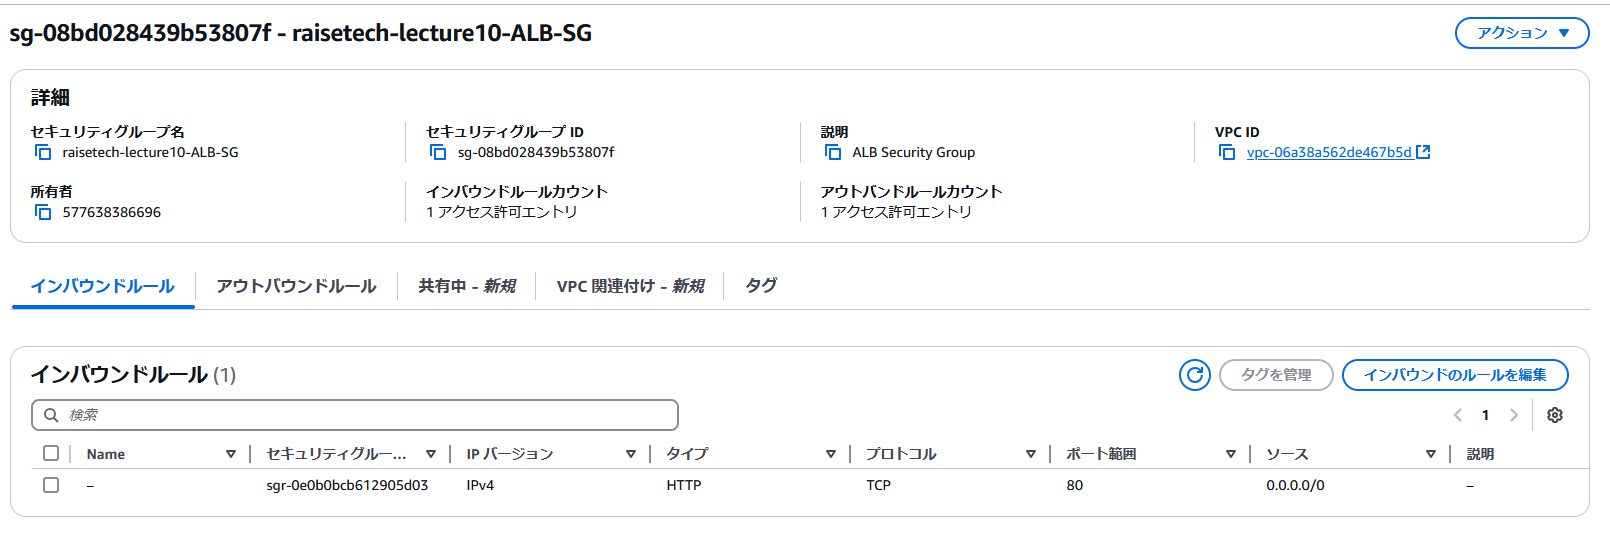 sg-08bd028439b53807f - raisetech-lecture10-ALB-SG
アクション
詳細
セキュリティグループ名
raisetech-lecture10-ALB-SG
セキュリティグループ ID
sg-08bd028439b53807f
説明
ALB Security Group
VPC ID
vpc-06a38a562de467b5d
所有者
577638386696
インバウンドルールカウント
1 アクセス許可エントリ
アウトバンドルールカウント
1 アクセス許可エントリ
インバウンドルール
アウトバウンドルール
共有中 - 新規
VPC 関連付け - 新規
タグ
インバウンドルール (1)
タグを管理
インバウンドのルールを編集
検索
1
Name セキュリティグルー... IP バージョン タイプ プロトコル ポート範囲 ソース 説明
– sgr-0e0b0bcb612905d03 IPv4 HTTP TCP 80 0.0.0.0/0 –